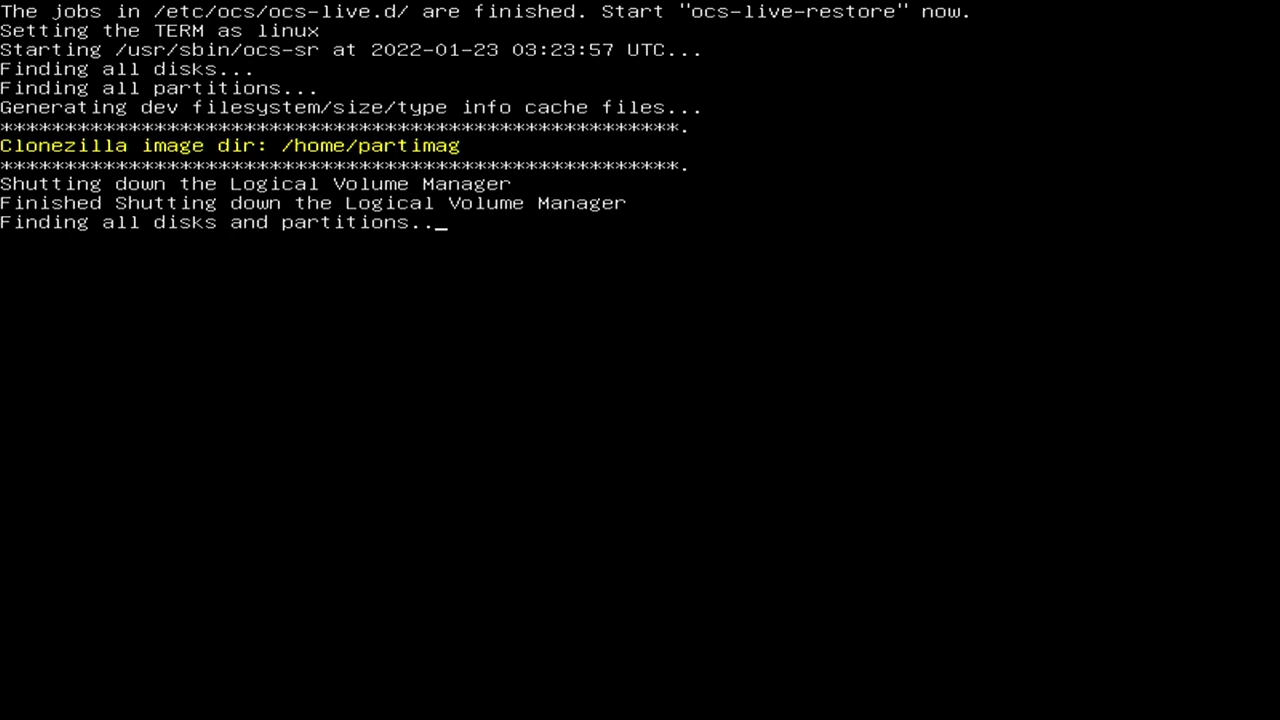 The jobs in /etc/ocs/ocs-live.d/ are finished. Start "ocs-live-restore" now.
Setting the TERM as linux
Starting /usr/sbin/ocs-sr at 2022-01-23 03:23:57 UTC...
Finding all disks...
Finding all partitions...
Generating dev filesystem/size/type info cache files...
*****************************************************.
Clonezilla image dir: /home/partimag
*****************************************************.
Shutting down the Logical Volume Manager
Finished Shutting down the Logical Volume Manager
Finding all disks and partitions.._